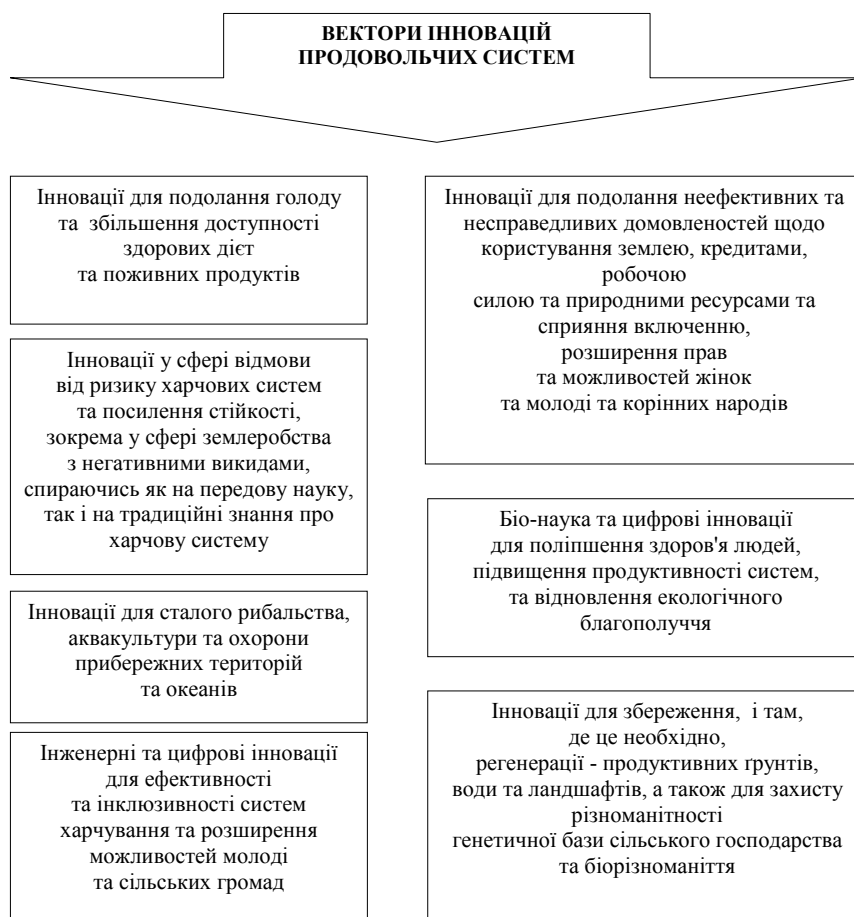 ВЕКТОРИ ІННОВАЦІЙ
ПРОДОВОЛЬЧИХ СИСТЕМ
Інновації для подолання голоду
та збільшення доступності
здорових дієт
та поживних продуктів
Інновації у сфері відмови
від ризику харчових систем
та посилення стійкості,
зокрема у сфері землеробства
з негативними викидами,
спираючись як на передову науку,
так і на традиційні знання про
харчову систему
Інновації для сталого рибальства,
аквакультури та охорони
прибережних територій
та океанів
Інженерні та цифрові інновації
для ефективності
та інклюзивності систем
харчування та розширення
можливостей молоді
та сільських громад
Інновації для подолання неефективних та
несправедливих домовленостей щодо
користування землею, кредитами,
робочою
силою та природними ресурсами та
сприяння включенню,
розширення прав
та можливостей жінок
та молоді та корінних народів
Біо-наука та цифрові інновації
для поліпшення здоров'я людей,
підвищення продуктивності систем,
та відновлення екологічного
благополуччя
Інновації для збереження, і там,
де це необхідно,
регенерації - продуктивних ґрунтів,
води та ландшафтів, а також для захисту
різноманітності
генетичної бази сільського господарства
та біорізноманіття